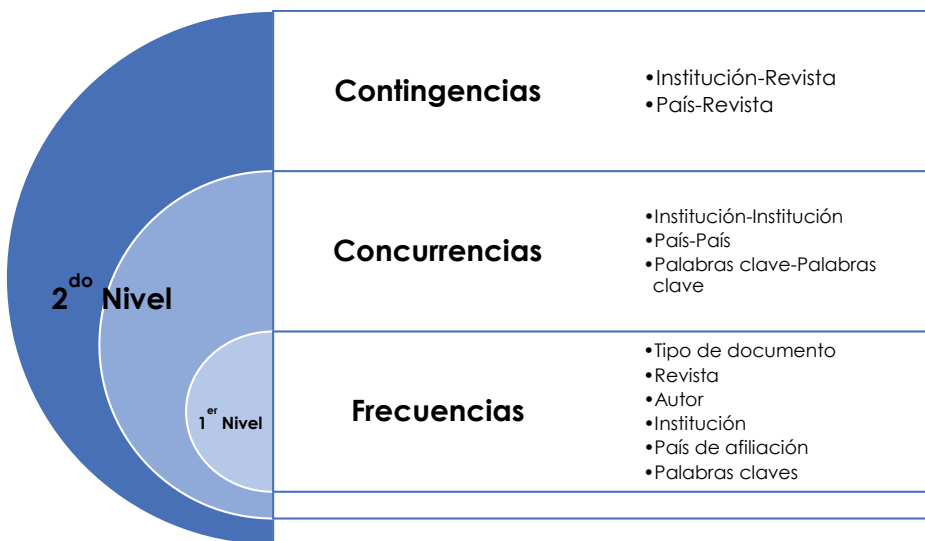 Contingencias
•Institución-Revista
•País-Revista
2do Nivel
Concurrencias
•Institución-Institución
•País-País
•Palabras clave-Palabras
clave
1er Nivel
Frecuencias
•Tipo de documento
•Revista
•Autor
•Institución
•País de afiliación
•Palabras claves